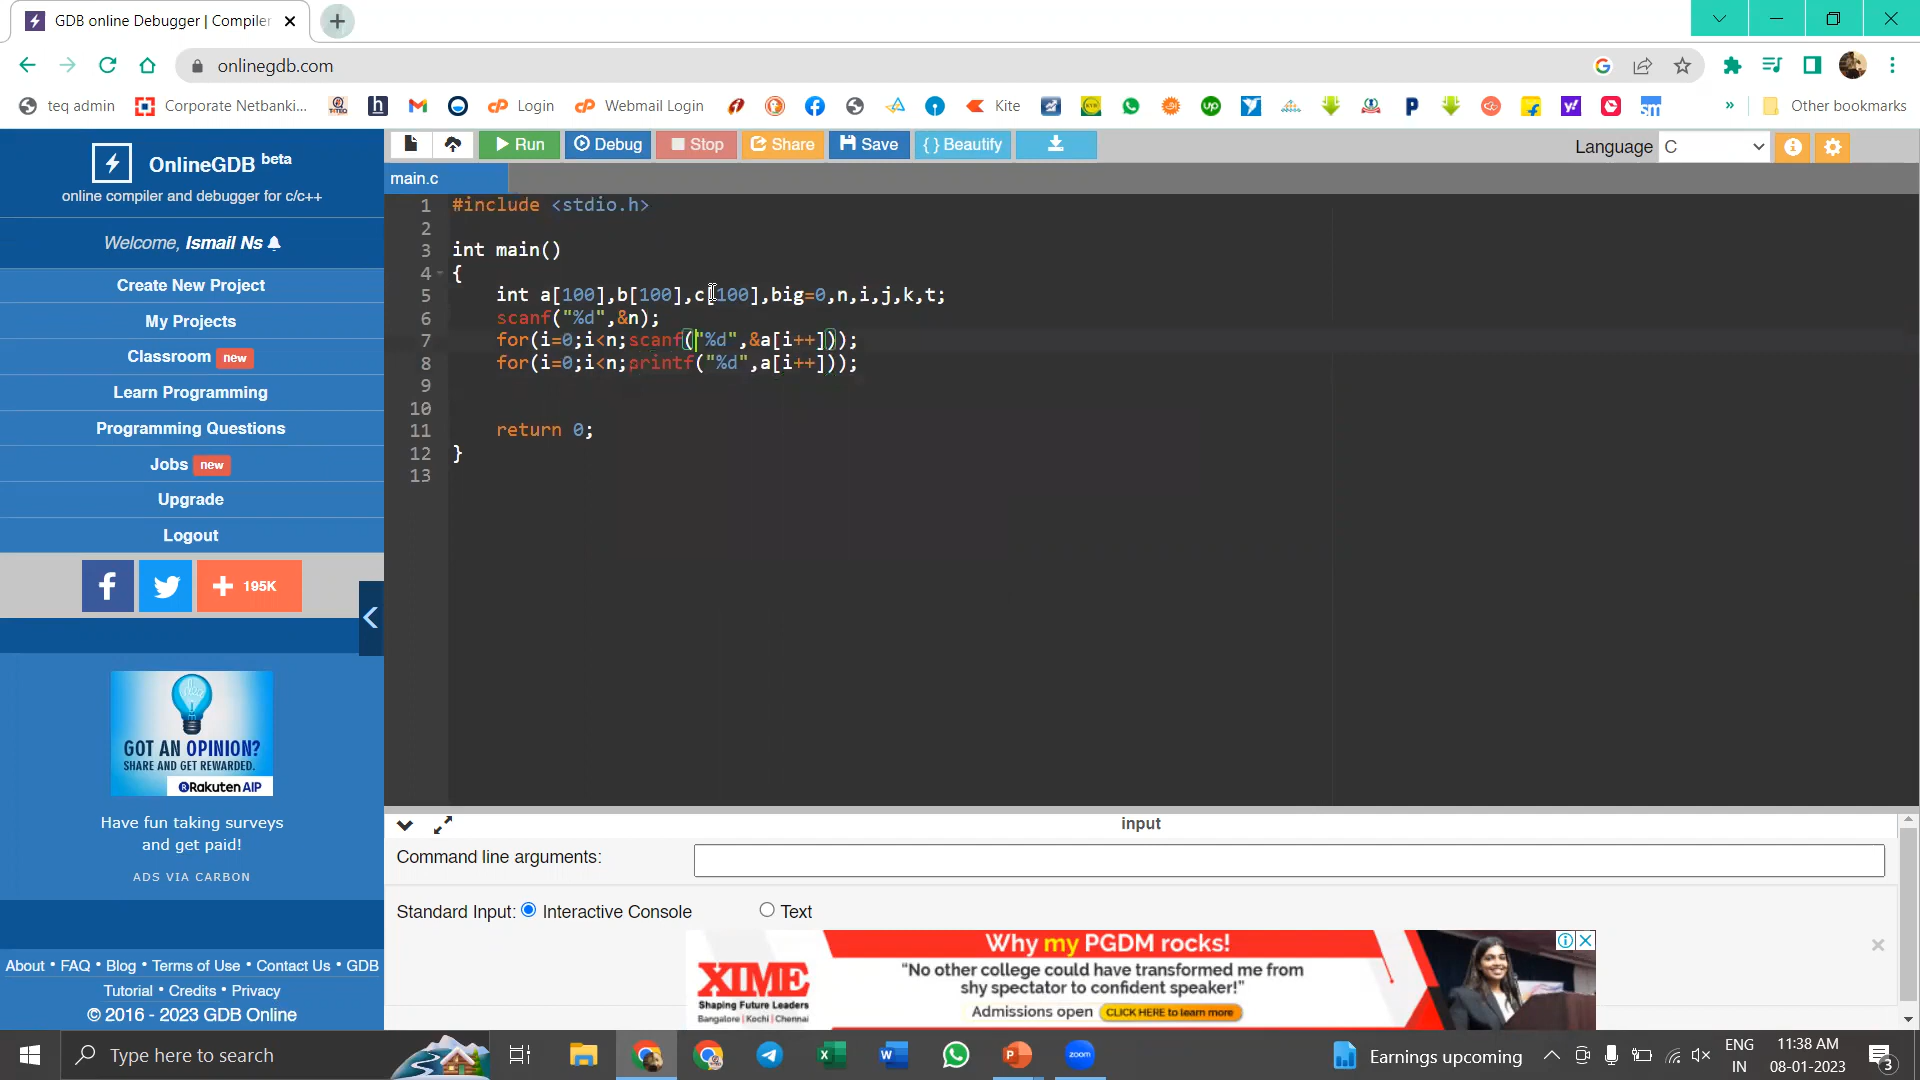 GDB online Debugger | Compiler
onlinegdb.com
teq admin
Corporate Netbanki...
Login
Webmail Login
Kite
Other bookmarks
OnlineGDB beta
online compiler and debugger for c/c++
Welcome, Ismail Ns
Create New Project
My Projects
Classroom new
Learn Programming
Programming Questions
Jobs new
Upgrade
Logout
195K
GOT AN OPINION?
SHARE AND GET REWARDED.
Rakuten AIP
Have fun taking surveys
and get paid!
ADS VIA CARBON
About • FAQ • Blog • Terms of Use • Contact Us • GDB
Tutorial • Credits • Privacy
© 2016 - 2023 GDB Online
Run
Debug
Stop
Share
Save
{ } Beautify
Language C
main.c
1 #include <stdio.h>
2
3 int main()
4 {
5 int a[100],b[100],c[100],big=0,n,i,j,k,t;
6 scanf("%d",&n);
7 for(i=0;i<n;scanf("%d",&a[i++]));
8 for(i=0;i<n;printf("%d",a[i++]));
9
10
11 return 0;
12 }
13
input
Command line arguments:
Standard Input: Interactive Console Text
XIME
Shaping Future Leaders
Bangalore | Kochi | Chennai
Why my PGDM rocks!
“No other college could have transformed me from
shy spectator to confident speaker!”
Admissions open CLICK HERE to learn more
Type here to search
zoom
Earnings upcoming
ENG
IN
11:38 AM
08-01-2023
3